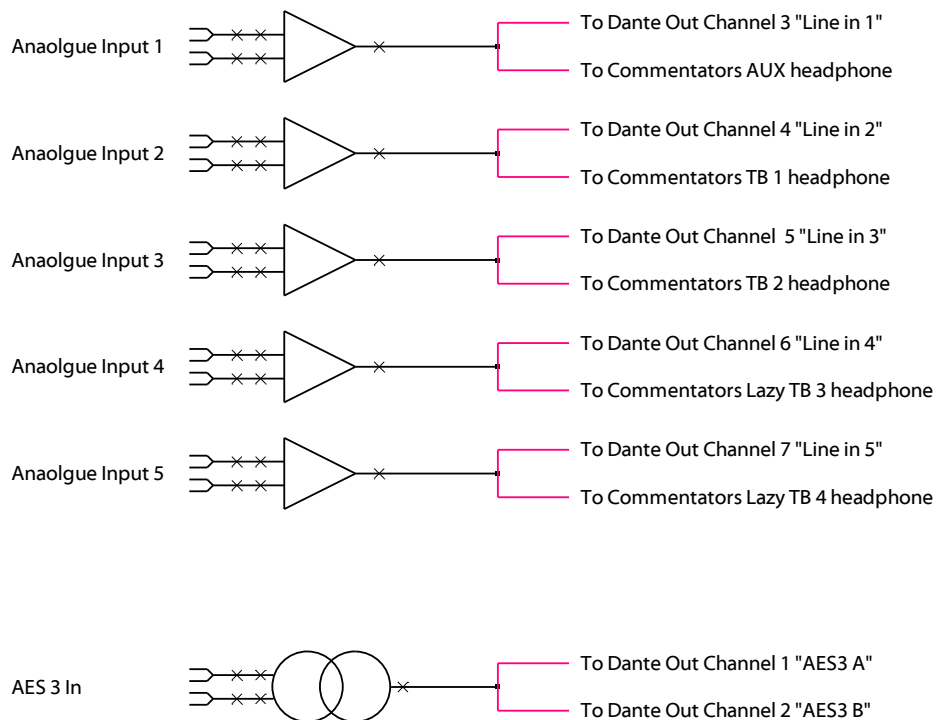 To Dante Out Channel 3 "Line in 1"
Anaolgue Input 1
To Commentators AUX headphone
To Dante Out Channel 4 "Line in 2"
Anaolgue Input 2
To Commentators TB 1 headphone
To Dante Out Channel  5 "Line in 3"
Anaolgue Input 3
To Commentators TB 2 headphone
To Dante Out Channel 6 "Line in 4"
Anaolgue Input 4
To Commentators Lazy TB 3 headphone
To Dante Out Channel 7 "Line in 5"
Anaolgue Input 5
To Commentators Lazy TB 4 headphone
To Dante Out Channel 1 "AES3 A"
AES 3 In
To Dante Out Channel 2 "AES3 B"